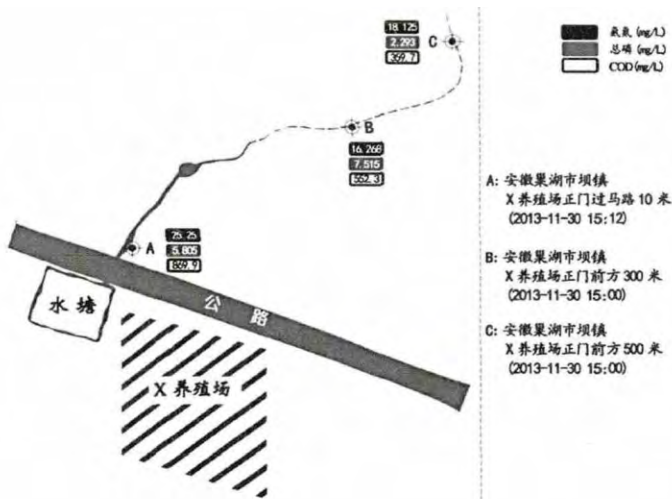 18.125
2.293
359.7
C
氨氮 (mg/L)
总磷 (mg/L)
COD(mg/L)
B
16.268
7.515
552.3
A
25.25
5.805
869.9
水塘
公路
X 养殖场
A: 安徽巢湖市坝镇
X 养殖场正门过马路 10 米
(2013-11-30 15:12)
B: 安徽巢湖市坝镇
X 养殖场正门前方 300 米
(2013-11-30 15:00)
C: 安徽巢湖市坝镇
X 养殖场正门前方 500 米
(2013-11-30 15:00)